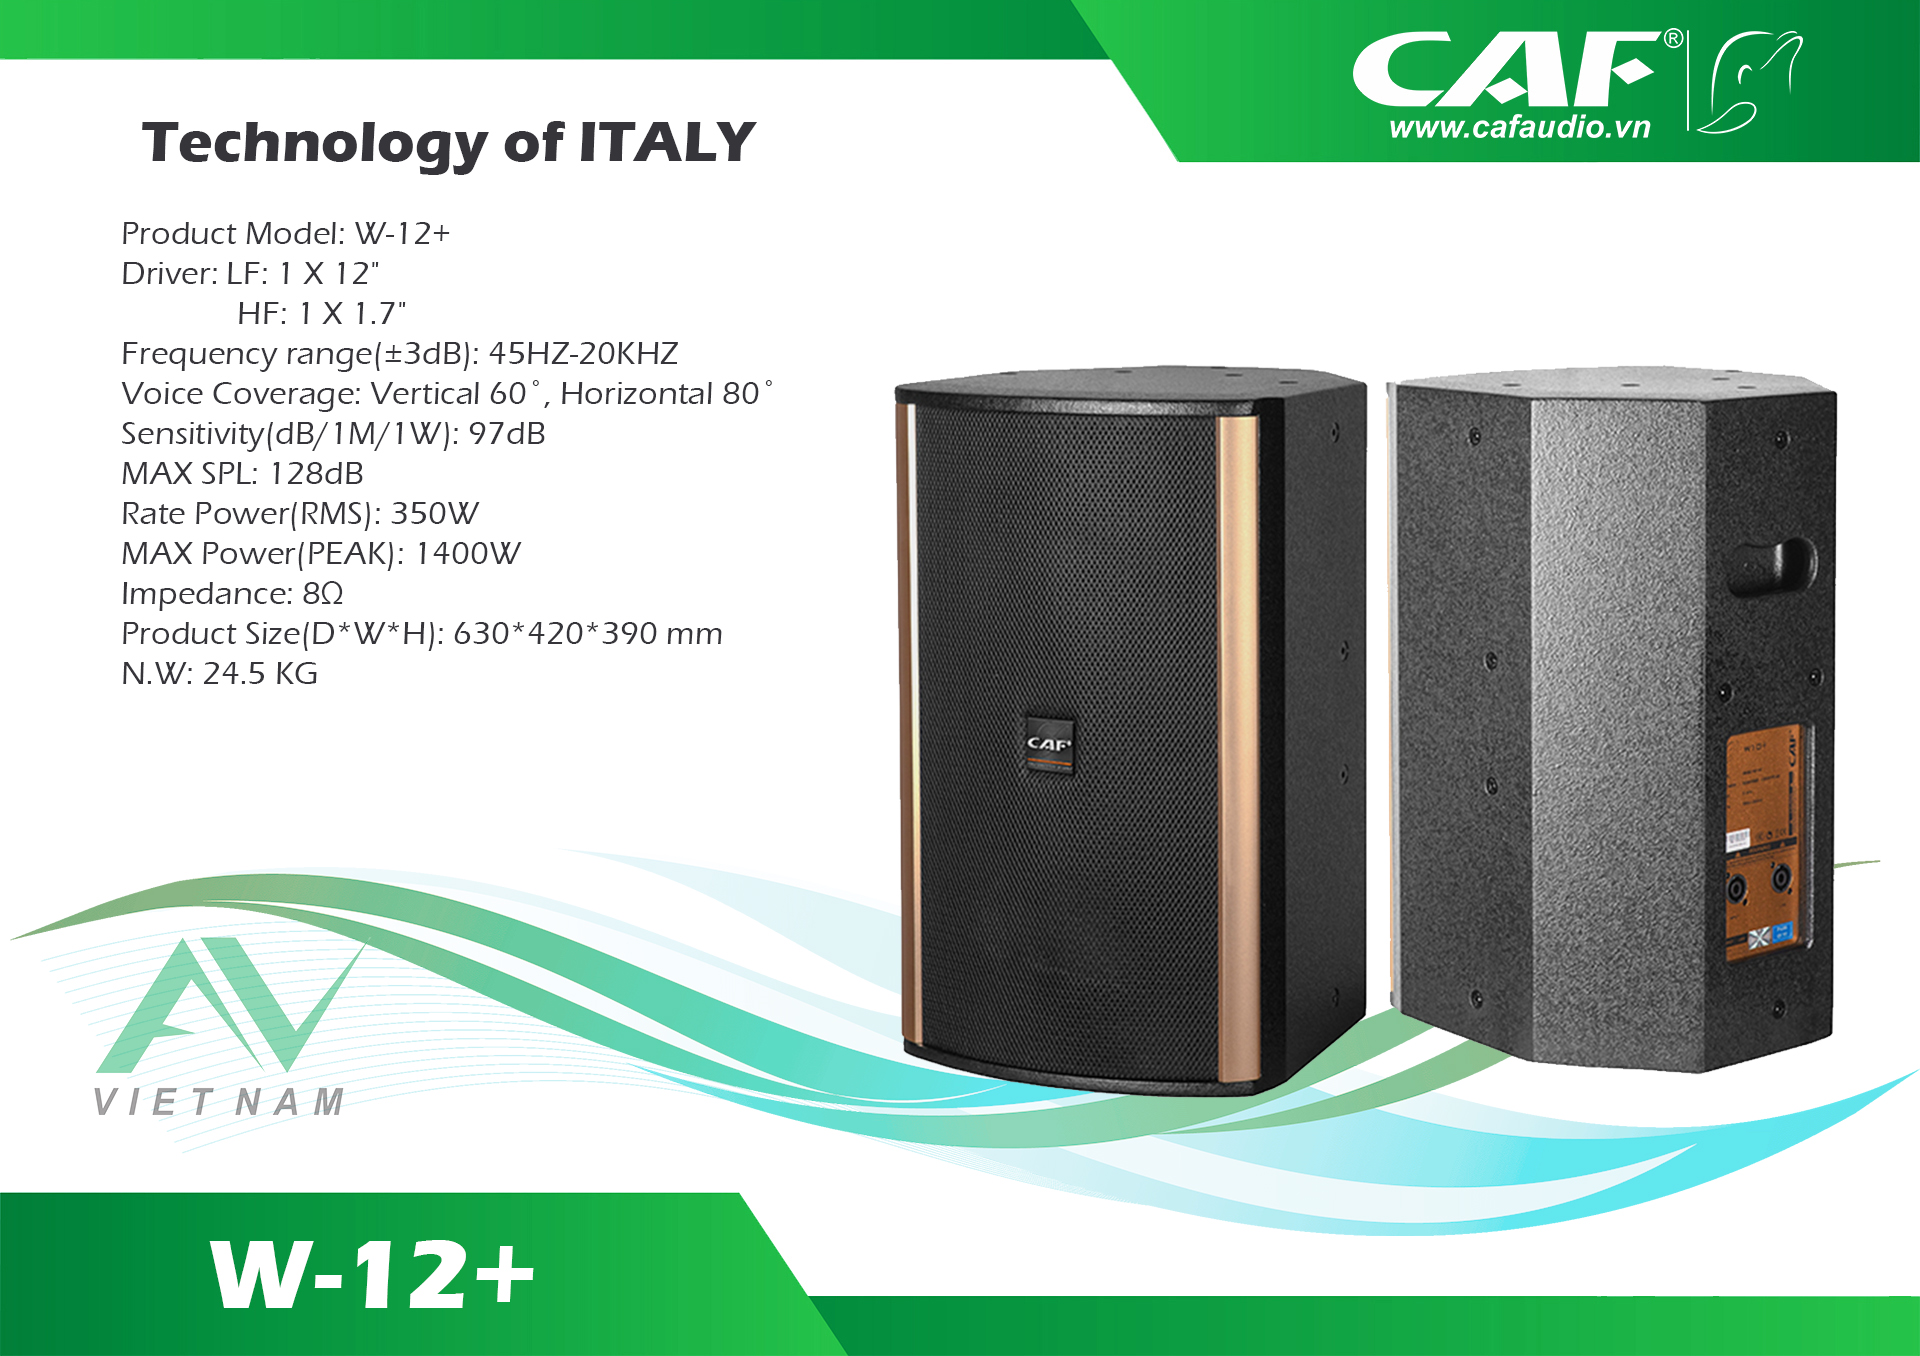 CAF®
www.cafaudio.vn
Technology of ITALY
Product Model: W-12+
Driver: LF: 1 X 12"
HF: 1 X 1.7"
Frequency range(±3dB): 45HZ-20KHZ
Voice Coverage: Vertical 60°, Horizontal 80°
Sensitivity(dB/1M/1W): 97dB
MAX SPL: 128dB
Rate Power(RMS): 350W
MAX Power(PEAK): 1400W
Impedance: 8Ω
Product Size(D*W*H): 630*420*390 mm
N.W: 24.5 KG
CAF
CAF
AV
VIET NAM
W-12+